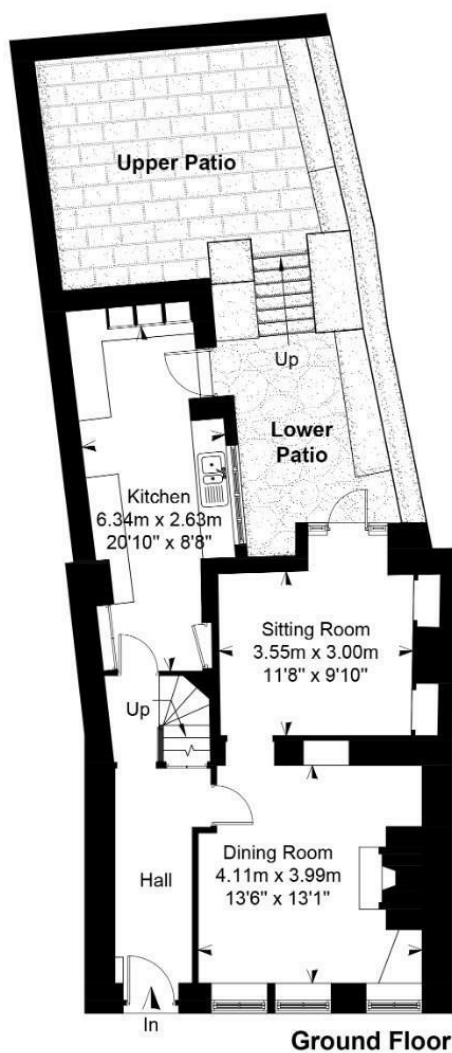 Upper Patio
Up
Lower
Patio
Kitchen
6.34m x 2.63m
20'10" x 8'8"
Sitting Room
3.55m x 3.00m
11'8" x 9'10"
Up
Dining Room
4.11m x 3.99m
13'6" x 13'1"
Hall
In
Ground Floor